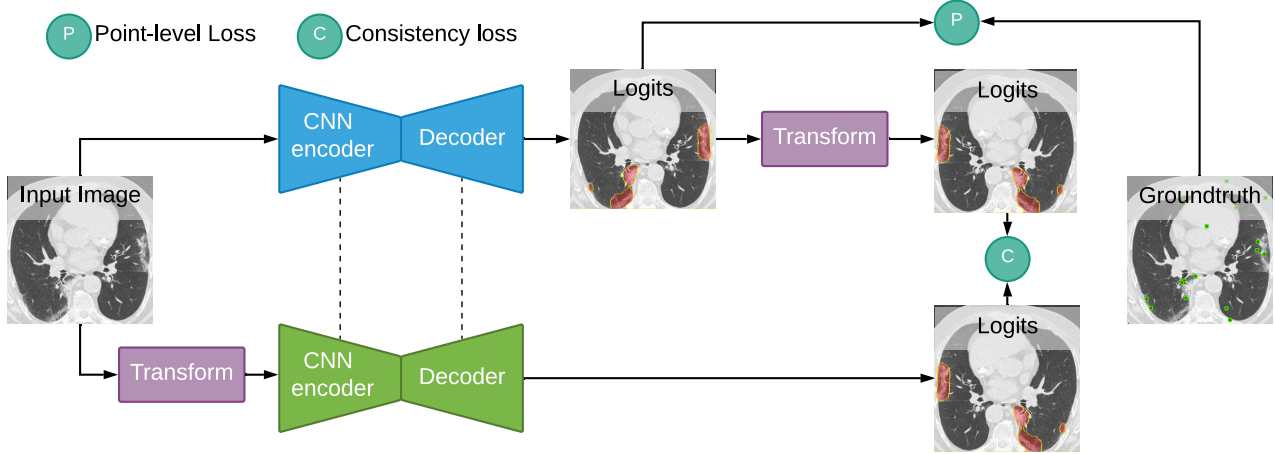 P Point-level Loss
C Consistency loss
P
Logits
Logits
CNN
encoder
Decoder
Transform
Input Image
Groundtruth
C
Logits
Transform
CNN
encoder
Decoder